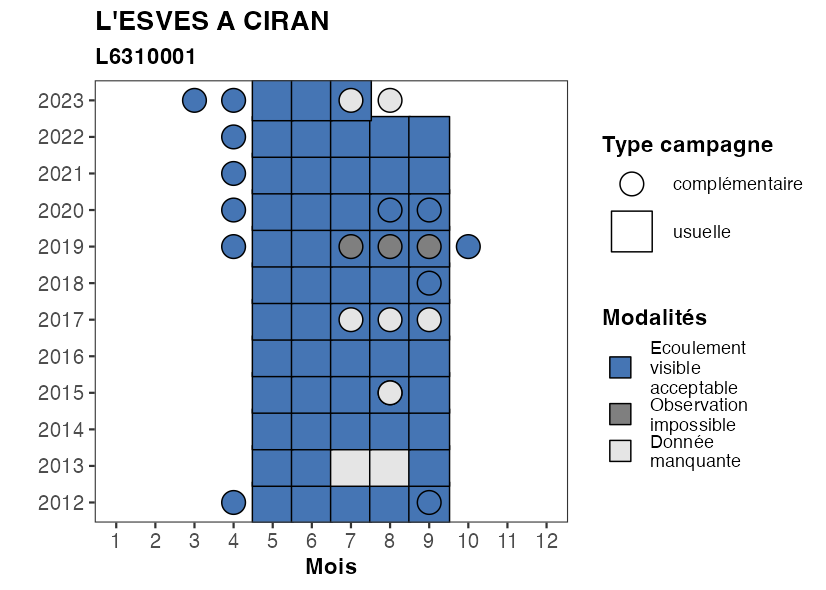 L'ESVES A CIRAN
L6310001
2023
2022
2021
2020
2019
2018
2017
2016
2015
2014
2013
2012
1 2 3 4 5 6 7 8 9 10 11 12
Mois
Type campagne
complémentaire
usuelle
Modalités
Ecoulement
visible
acceptable
Observation
impossible
Donnée
manquante